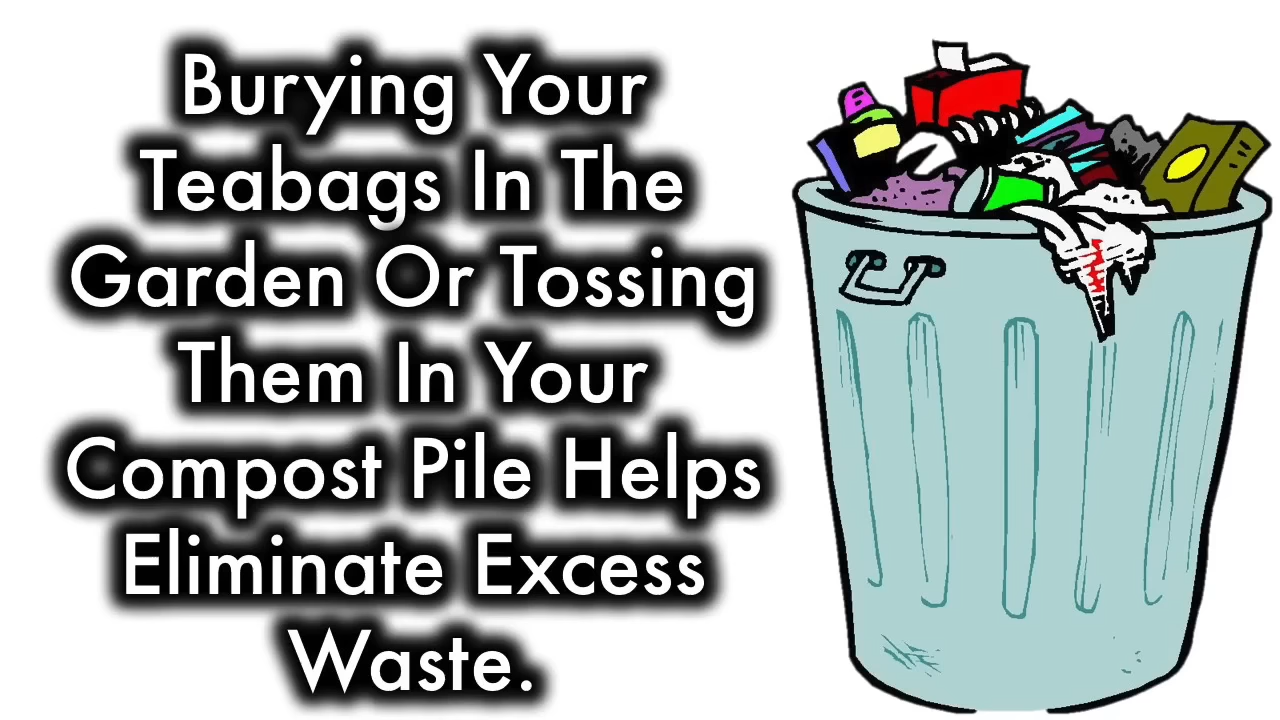 Burying Your
Teabags In The
Garden Or Tossing
Them In Your
Compost Pile Helps
Eliminate Excess
Waste.